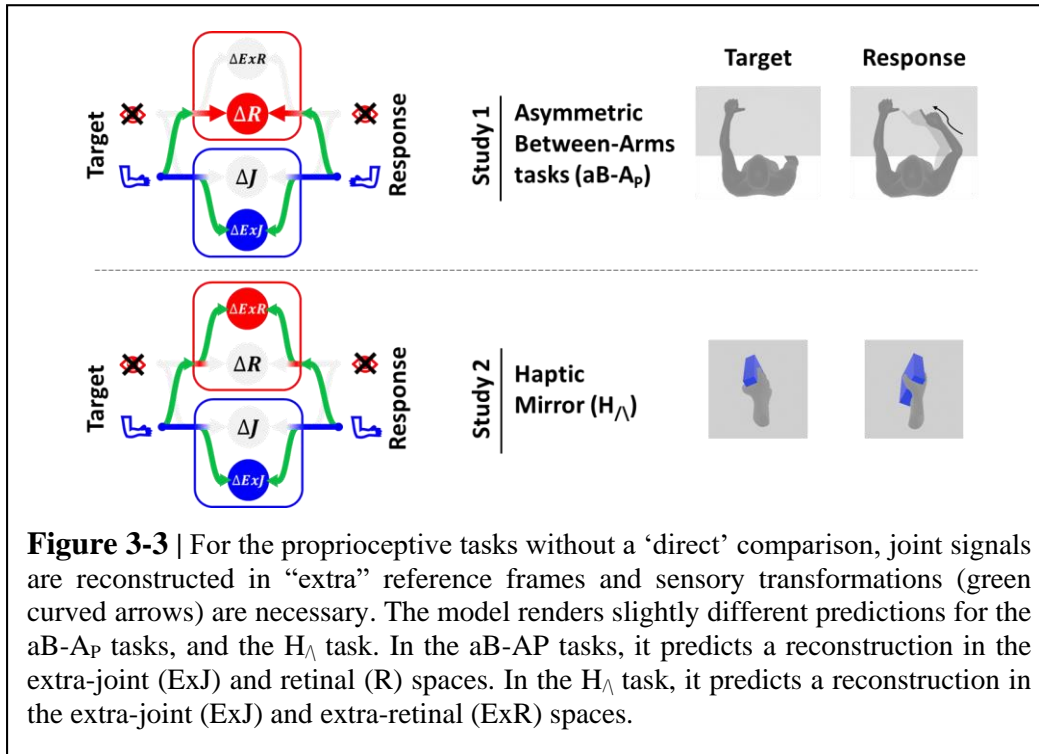 Target
Response
ΔExR
ΔR
ΔJ
ΔExJ
Target
Response
Study 1
Asymmetric
Between-Arms
tasks (aB-AP)
Target
Response
ΔExR
ΔR
ΔJ
ΔExJ
Study 2
Haptic
Mirror (H/\)
Figure 3-3 | For the proprioceptive tasks without a ‘direct’ comparison, joint signals
are reconstructed in “extra” reference frames and sensory transformations (green
curved arrows) are necessary. The model renders slightly different predictions for the
aB-AP tasks, and the H/\ task. In the aB-AP tasks, it predicts a reconstruction in the
extra-joint (ExJ) and retinal (R) spaces. In the H/\ task, it predicts a reconstruction in
the extra-joint (ExJ) and extra-retinal (ExR) spaces.